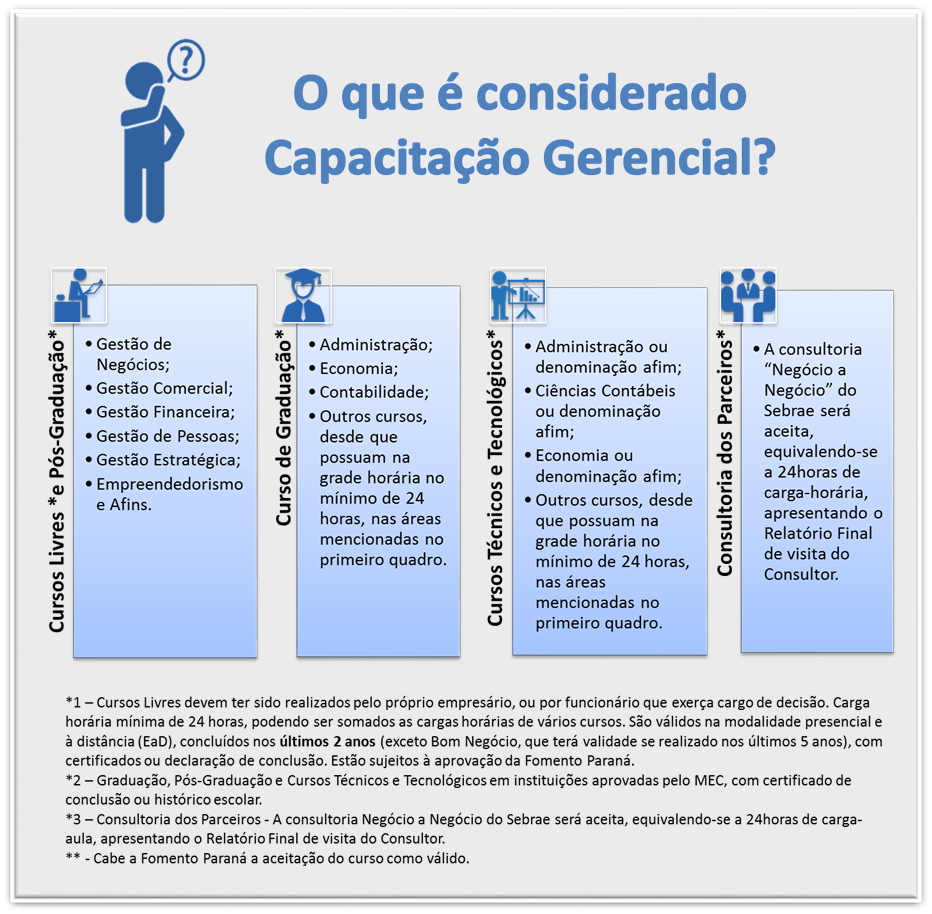 ?
O que é considerado
Capacitação Gerencial?
Cursos Livres *e Pós-Graduação*
• Gestão de
Negócios;
• Gestão Comercial;
• Gestão Financeira;
• Gestão de Pessoas;
• Gestão Estratégica;
• Empreendedorismo
e Afins.
Curso de Graduação*
• Administração;
• Economia;
• Contabilidade;
• Outros cursos,
desde que
possuam na
grade horária no
mínimo de 24
horas, nas áreas
mencionadas no
primeiro quadro.
Cursos Técnicos e Tecnológicos*
• Administração ou
denominação afim;
• Ciências Contábeis
ou denominação
afim;
• Economia ou
denominação afim;
• Outros cursos, desde
que possuam na
grade horária no
mínimo de 24 horas,
nas áreas
mencionadas no
primeiro quadro.
Consultoria dos Parceiros*
• A consultoria
“Negócio a
Negócio” do
Sebrae será
aceita,
equivalendo-se
a 24horas de
carga-horária,
apresentando o
Relatório Final
de visita do
Consultor.
*1 – Cursos Livres devem ter sido realizados pelo próprio empresário, ou por funcionário que exerça cargo de decisão. Carga
horária mínima de 24 horas, podendo ser somados as cargas horárias de vários cursos. São válidos na modalidade presencial e
à distância (EaD), concluídos nos últimos 2 anos (exceto Bom Negócio, que terá validade se realizado nos últimos 5 anos), com
certificados ou declaração de conclusão. Estão sujeitos à aprovação da Fomento Paraná.
*2 – Graduação, Pós-Graduação e Cursos Técnicos e Tecnológicos em instituições aprovadas pelo MEC, com certificado de
conclusão ou histórico escolar.
*3 – Consultoria dos Parceiros - A consultoria Negócio a Negócio do Sebrae será aceita, equivalendo-se a 24horas de carga-
aula, apresentando o Relatório Final de visita do Consultor.
** - Cabe a Fomento Paraná a aceitação do curso como válido.